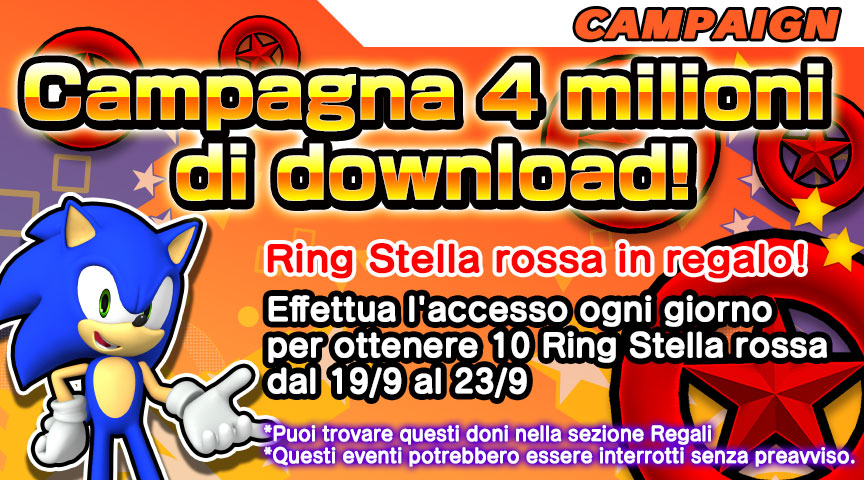 CAMPAIGN
Campagna 4 milioni
di download!
Ring Stella rossa in regalo!
Effettua l'accesso ogni giorno
per ottenere 10 Ring Stella rossa
dal 19/9 al 23/9
*Puoi trovare questi doni nella sezione Regali
*Questi eventi potrebbero essere interrotti senza preavviso.